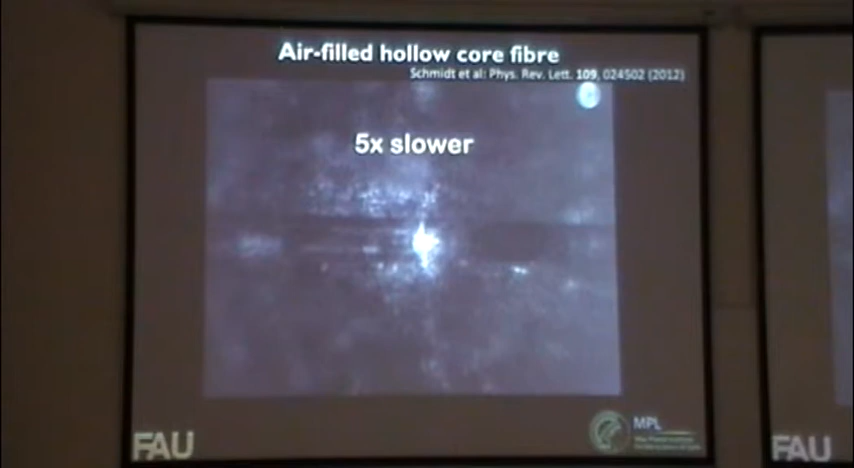 Air-filled hollow core fibre
Schmidt et al: Phys. Rev. Lett. 109, 024502 (2012)
5x slower
FAU
MPL
FAU